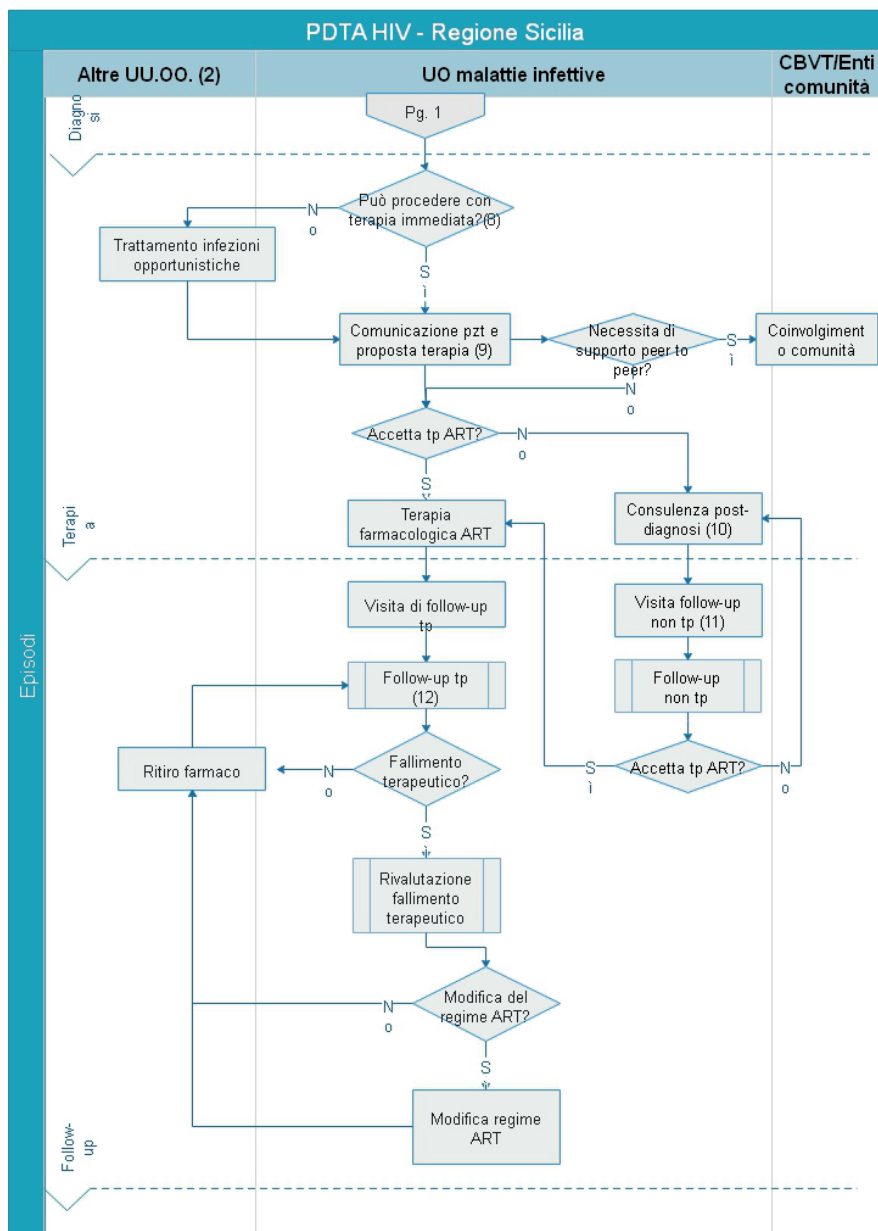 PDTA HIV - Regione Sicilia
Altre UU.OO. (2)
UO malattie infettive
CBVT/Enti
comunità
Episodi
Diagno
si
Pg. 1
Può procedere con
terapia immediata?(8)
N
o
Trattamento infezioni
opportunistiche
S
ì
Comunicazione pzt e
proposta terapia (9)
Necessita di
supporto peer to
peer?
S
ì
Coinvolgiment
o comunità
N
o
Accetta tp ART?
N
o
S
ì
Terapi
a
Terapia
farmacologica ART
Consulenza post-
diagnosi (10)
Visita di follow-up
tp
Visita follow-up
non tp (11)
Follow-up tp
(12)
Follow-up
non tp
Ritiro farmaco
N
o
Fallimento
terapeutico?
S
ì
Accetta tp ART?
N
o
S
ì
Rivalutazione
fallimento
terapeutico
N
o
Modifica del
regime ART?
S
ì
Modifica regime
ART
Follow-
up